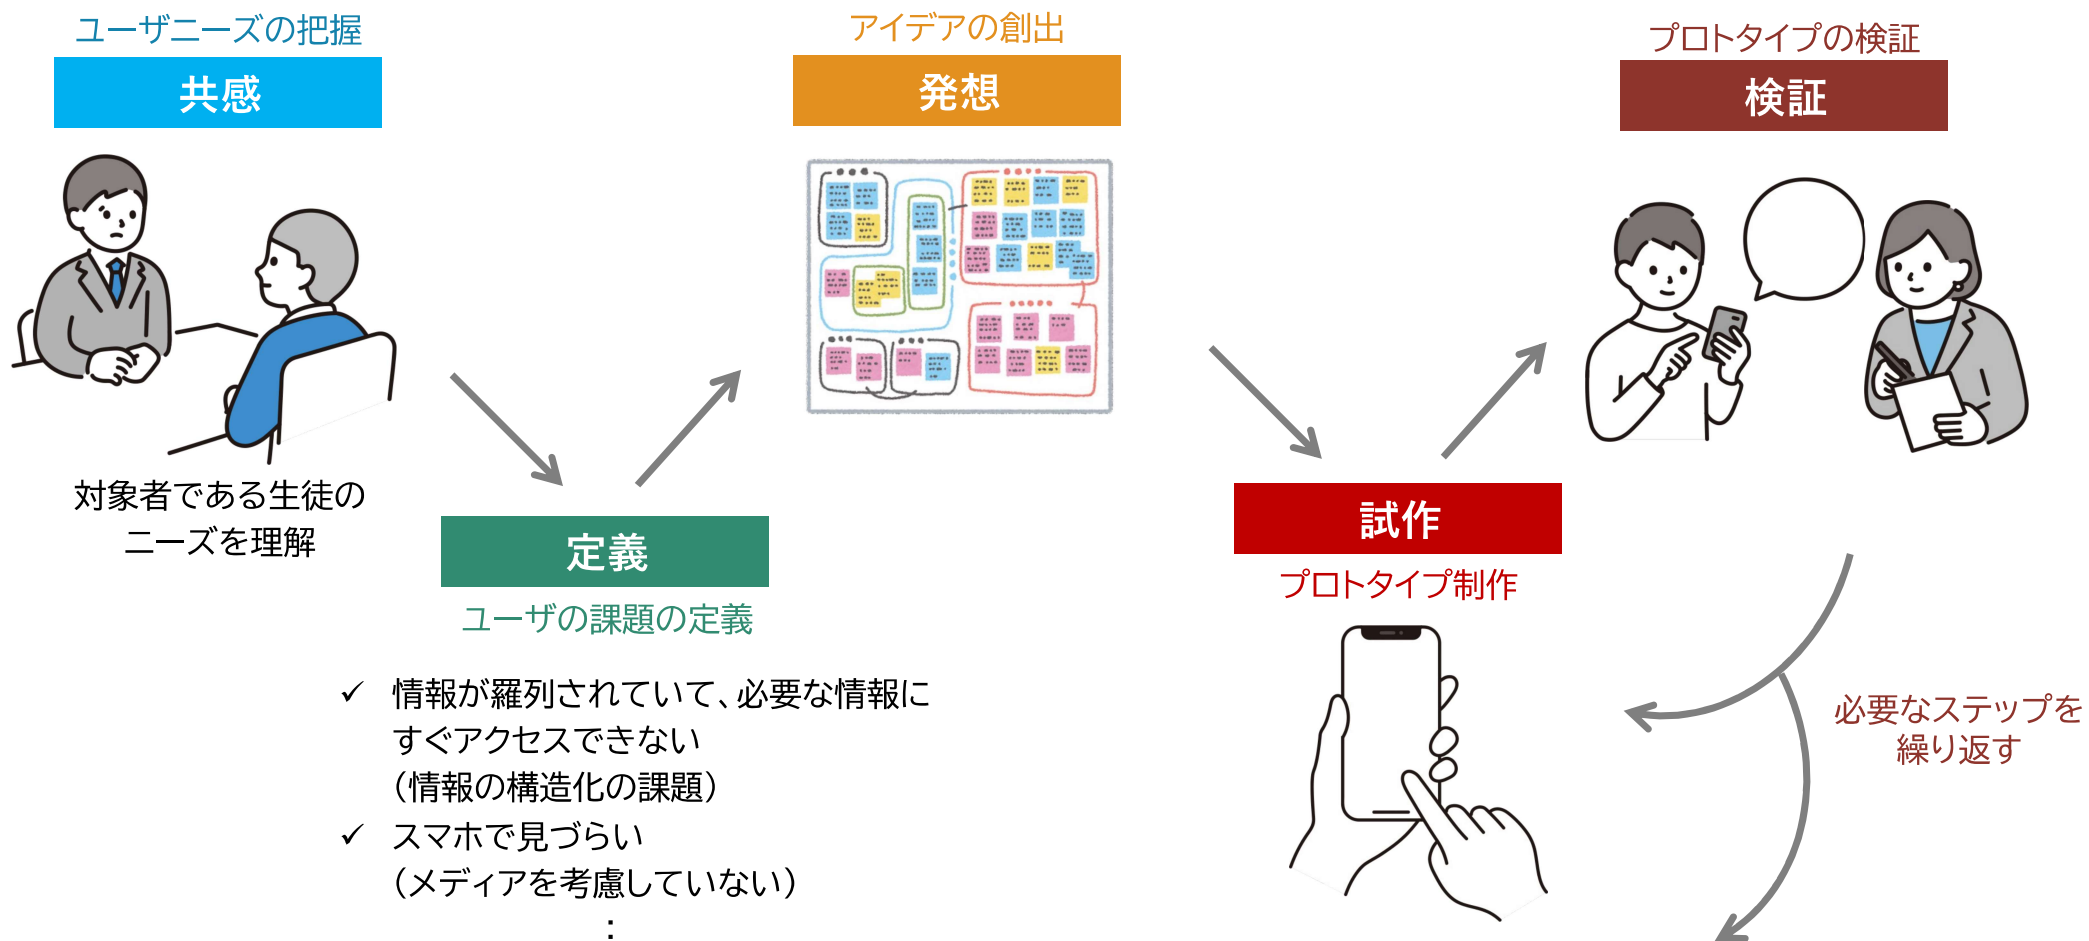 ユーザニーズの把握
共感
対象者である生徒の
ニーズを理解
定義
ユーザの課題の定義
✓ 情報が羅列されていて、必要な情報に
すぐアクセスできない
（情報の構造化の課題）
✓ スマホで見づらい
（メディアを考慮していない）
：
アイデアの創出
発想
試作
プロトタイプ制作
プロトタイプの検証
検証
必要なステップを
繰り返す